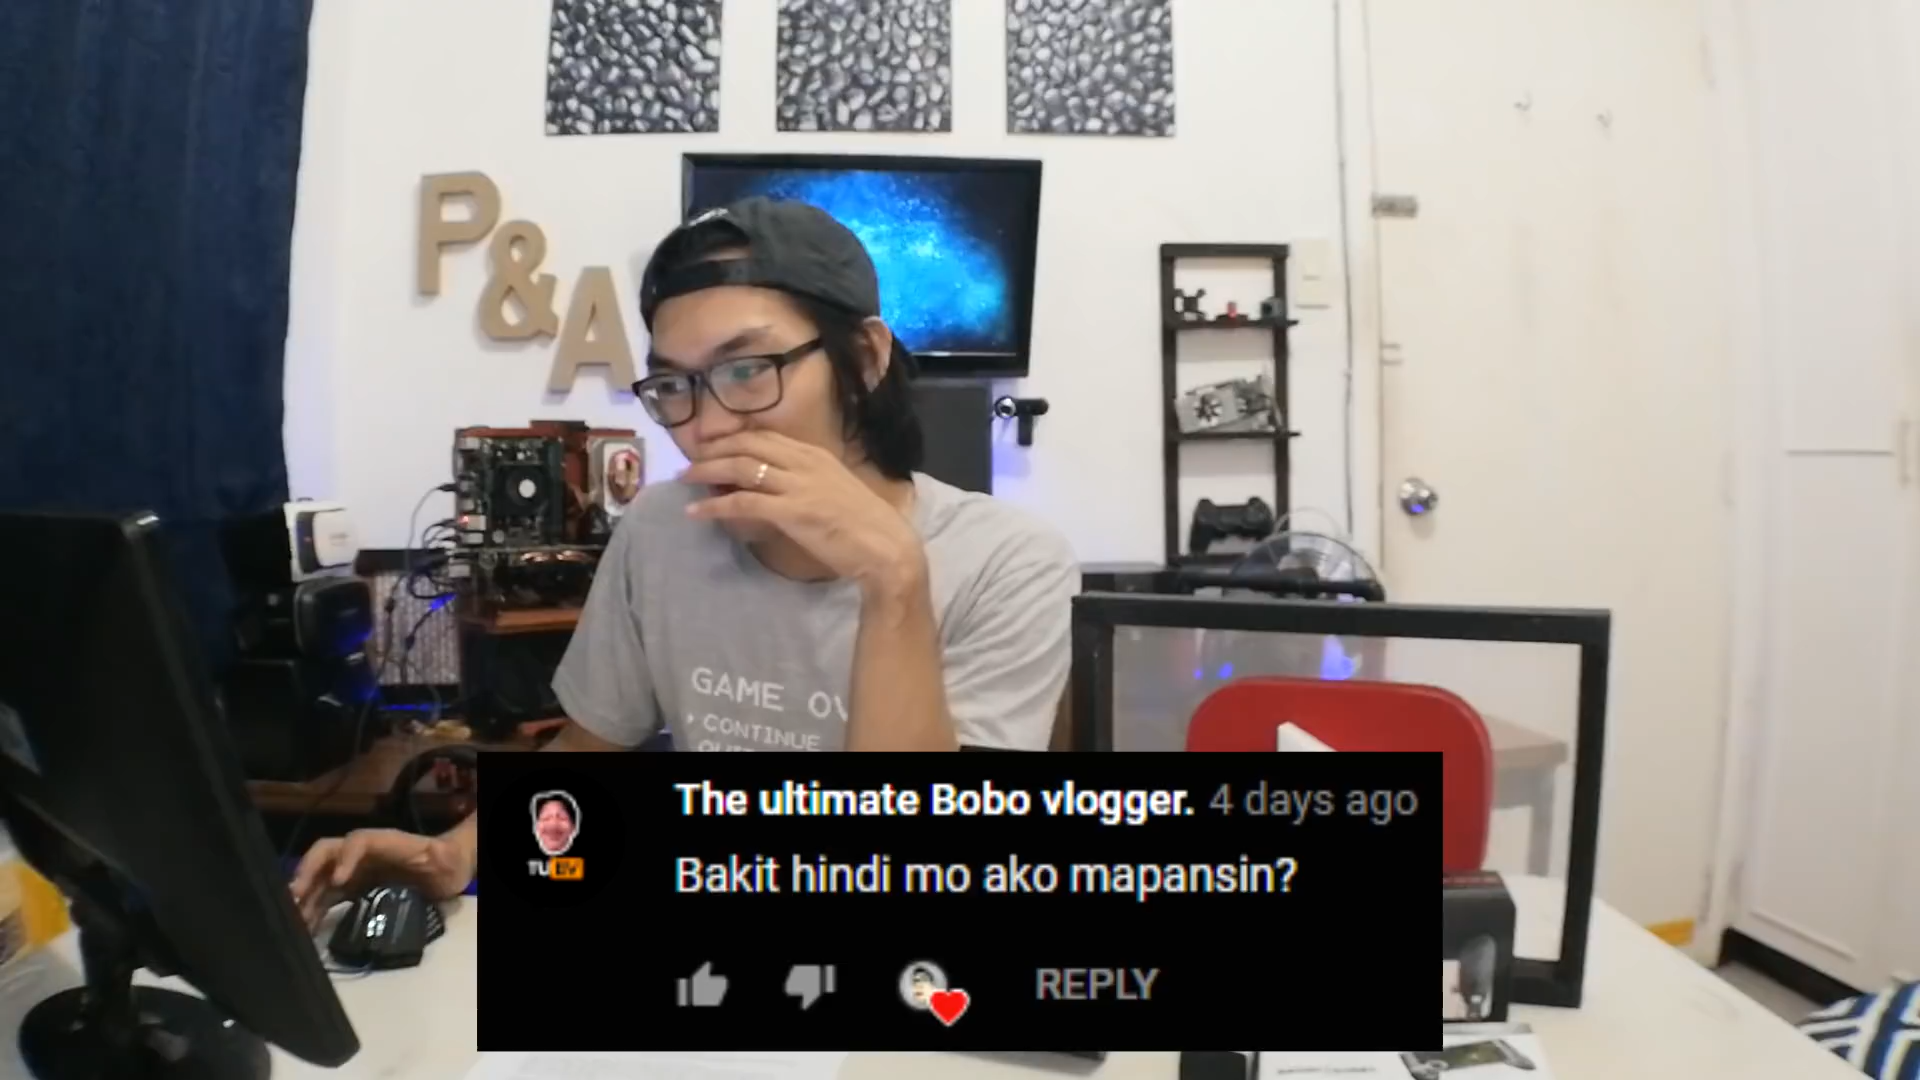 P&A
GAME OV
CONTINUE
The ultimate Bobo vlogger. 4 days ago
Bakit hindi mo ako mapansin?
REPLY